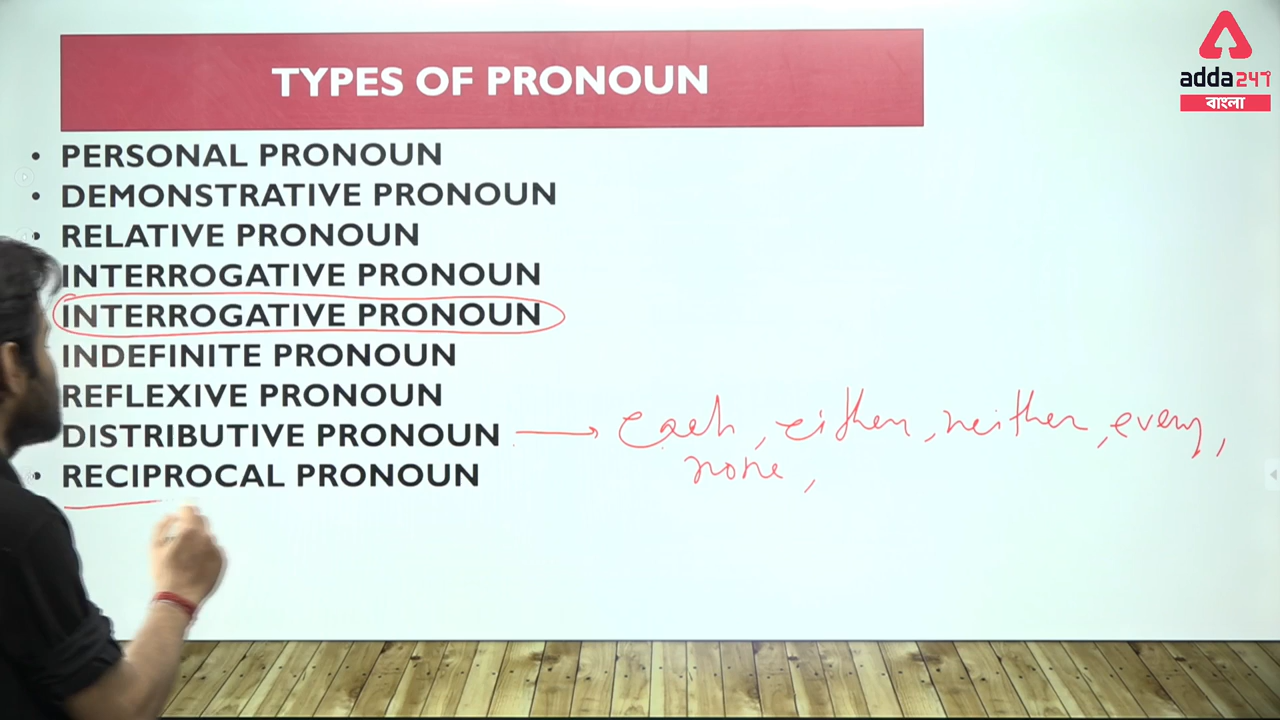 TYPES OF PRONOUN
adda247
বাংলা
• PERSONAL PRONOUN
• DEMONSTRATIVE PRONOUN
• RELATIVE PRONOUN
INTERROGATIVE PRONOUN
INTERROGATIVE PRONOUN
INDEFINITE PRONOUN
REFLEXIVE PRONOUN
DISTRIBUTIVE PRONOUN → each, either, neither, every,
none,
• RECIPROCAL PRONOUN